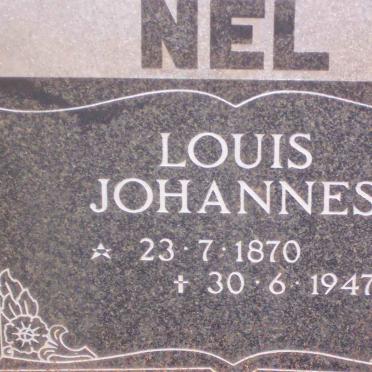 NEL
LOUIS
JOHANNES
☆ 23·7·1870
✝ 30·6·1947